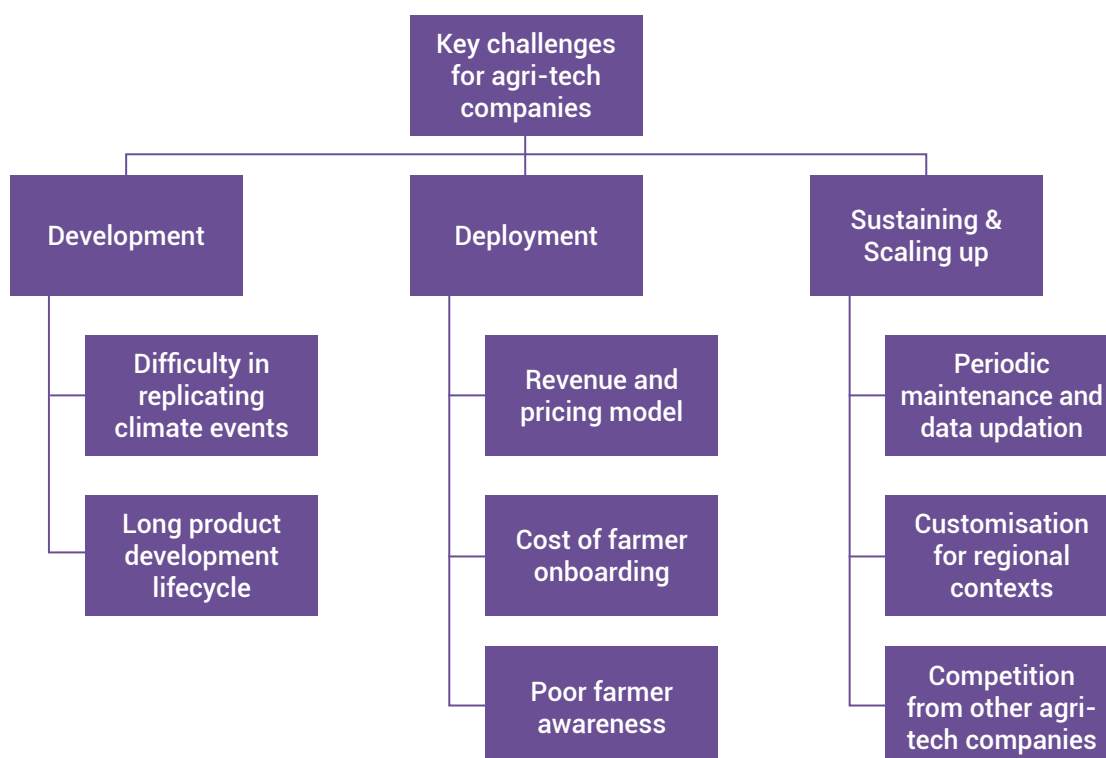 Key challenges
for agri-tech
companies
Development
Deployment
Sustaining &
Scaling up
Difficulty in
replicating
climate events
Long product
development
lifecycle
Revenue and
pricing model
Cost of farmer
onboarding
Poor farmer
awareness
Periodic
maintenance and
data updation
Customisation
for regional
contexts
Competition
from other agri-
tech companies